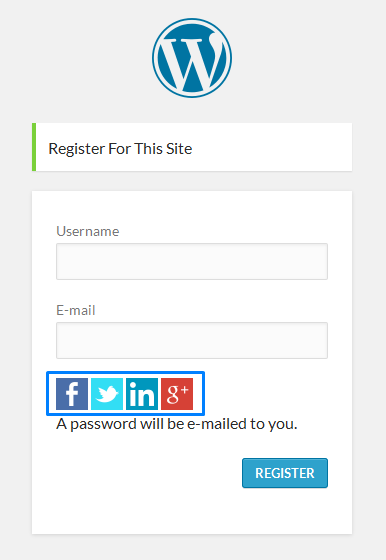 Register For This Site
Username
E-mail
f in g+
A password will be e-mailed to you.
REGISTER